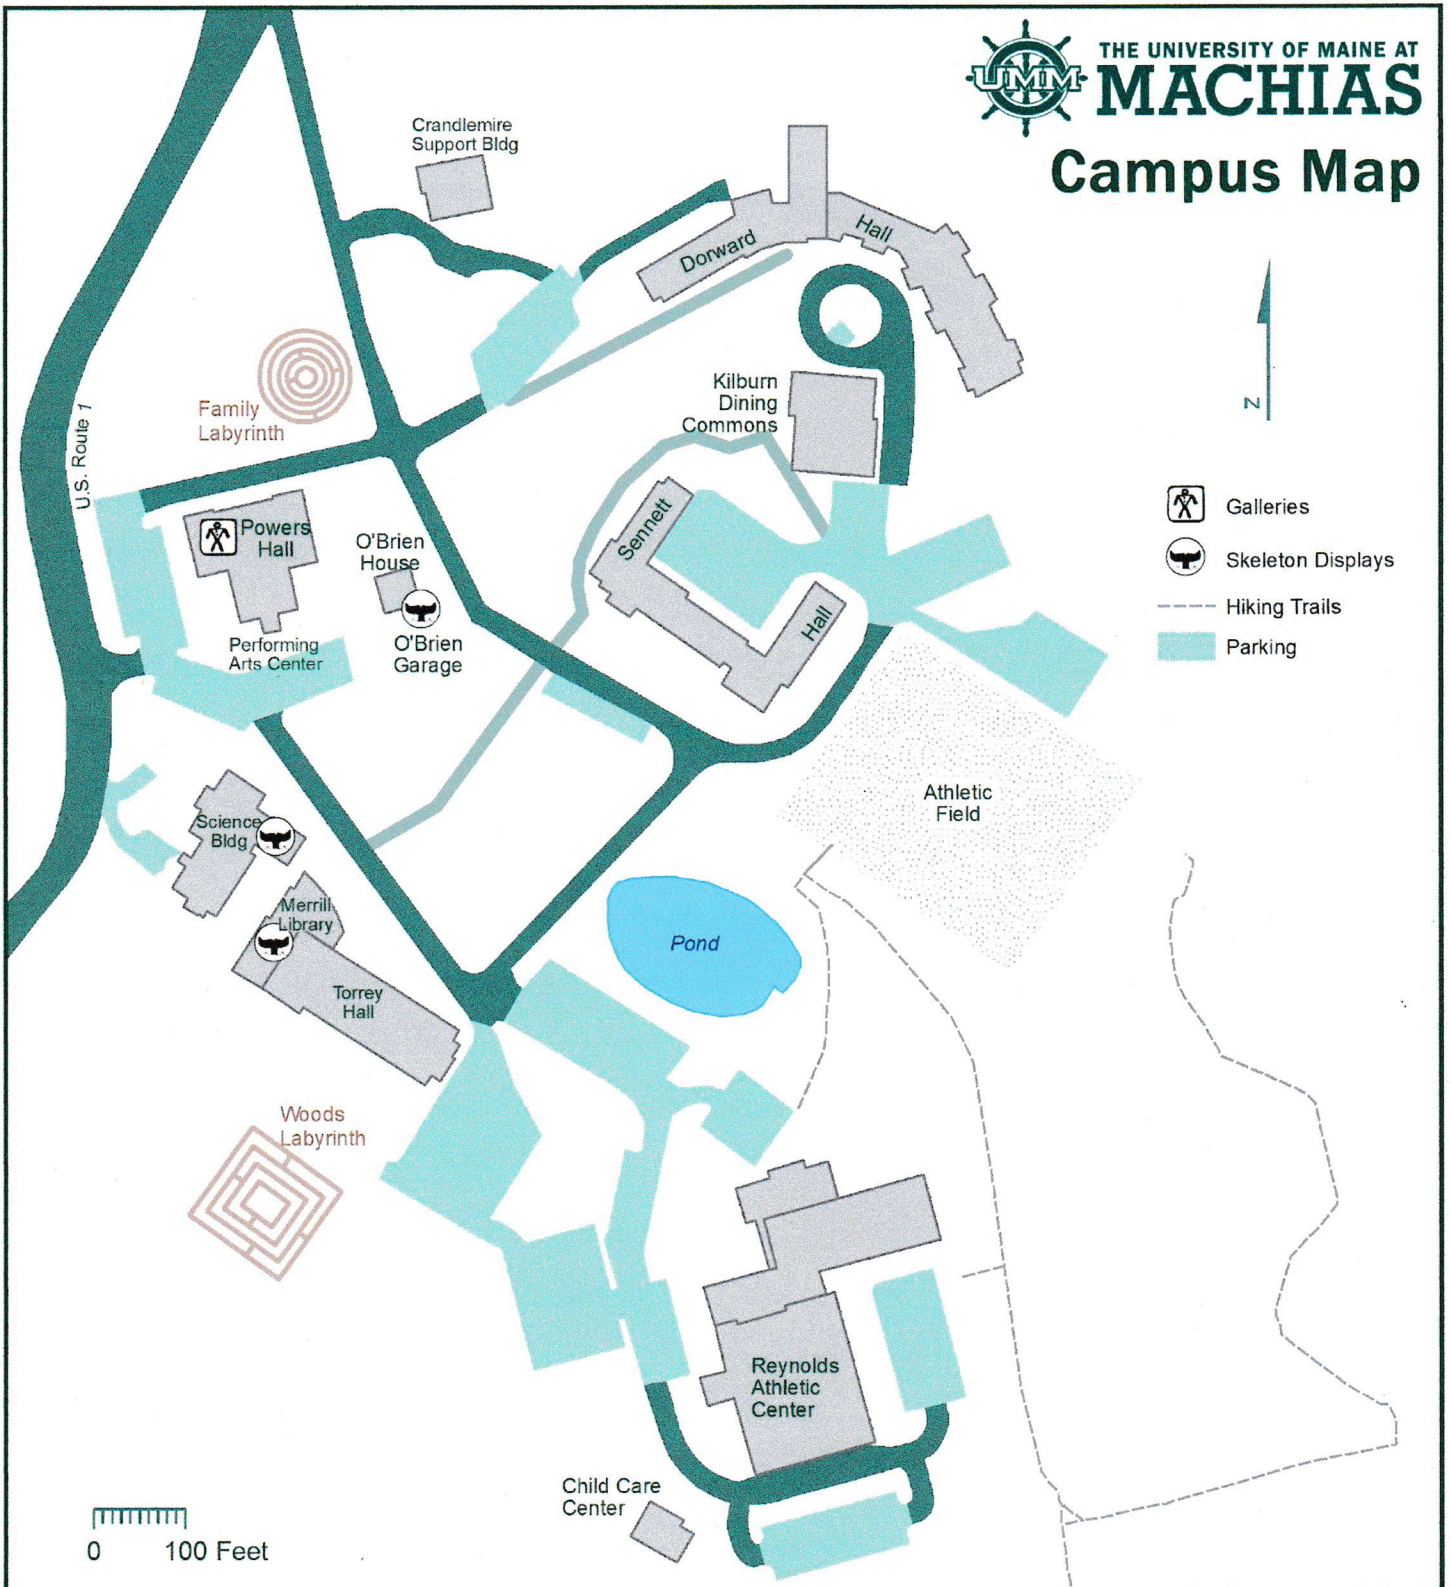 THE UNIVERSITY OF MAINE AT
UMM
MACHIAS
Campus Map
Crandlemire
Support Bldg
Dorward
Hall
Kilburn
Dining
Commons
Family
Labyrinth
U.S. Route 1
N
Powers
Hall
O'Brien
House
Sennett
Hall
Performing
Arts Center
O'Brien
Garage
Galleries
Skeleton Displays
Hiking Trails
Parking
Athletic
Field
Science
Bldg
Merrill
Library
Pond
Torrey
Hall
Woods
Labyrinth
Reynolds
Athletic
Center
Child Care
Center
0 100 Feet